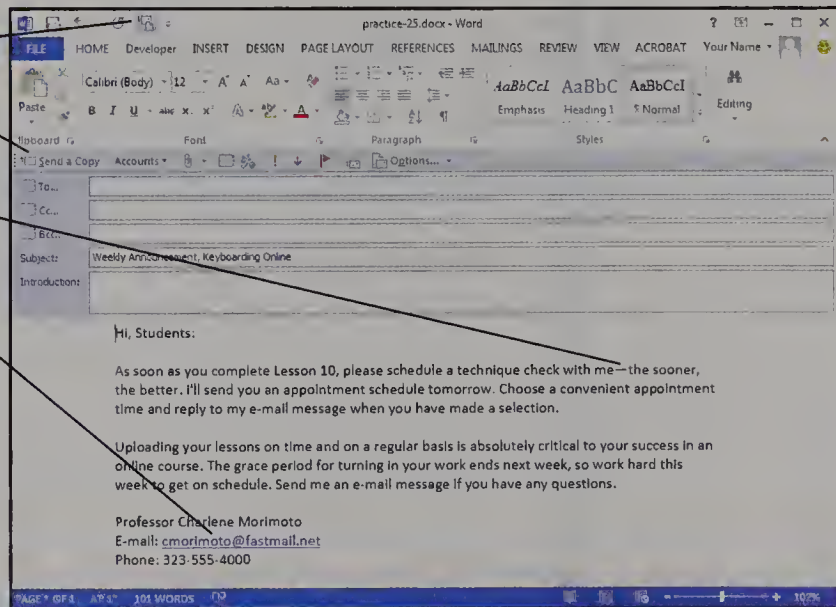 practice-25.docx - Word
FILE HOME Developer INSERT DESIGN PAGE LAYOUT REFERENCES MAILINGS REVIEW VIEW ACROBAT Your Name
Calibri (Body) 12 A A Aa
AaBbCcI AaBbC AaBbCcI
Paste B I U abc x. x² A
Emphasis Heading 1 Normal Editing
Font Paragraph Styles
Send a Copy Accounts Options...
To...
Cc...
Bcc...
Subject: Weekly Announcement, Keyboarding Online
Introduction:
Hi, Students:
As soon as you complete Lesson 10, please schedule a technique check with me—the sooner,
the better. I'll send you an appointment schedule tomorrow. Choose a convenient appointment
time and reply to my e-mail message when you have made a selection.
Uploading your lessons on time and on a regular basis is absolutely critical to your success in an
online course. The grace period for turning in your work ends next week, so work hard this
week to get on schedule. Send me an e-mail message if you have any questions.
Professor Charlene Morimoto
E-mail: cmorimoto@fastmail.net
Phone: 323-555-4000
101 WORDS 102%